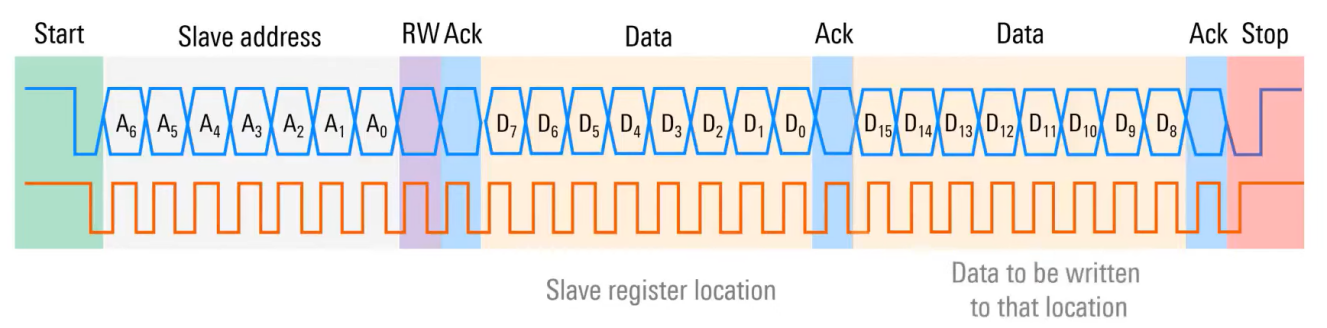 Start Slave address RW Ack Data Ack Data Ack Stop
A6 A5 A4 A3 A2 A1 A0 D7 D6 D5 D4 D3 D2 D1 D0 D15 D14 D13 D12 D11 D10 D9 D8
Slave register location
Data to be written
to that location